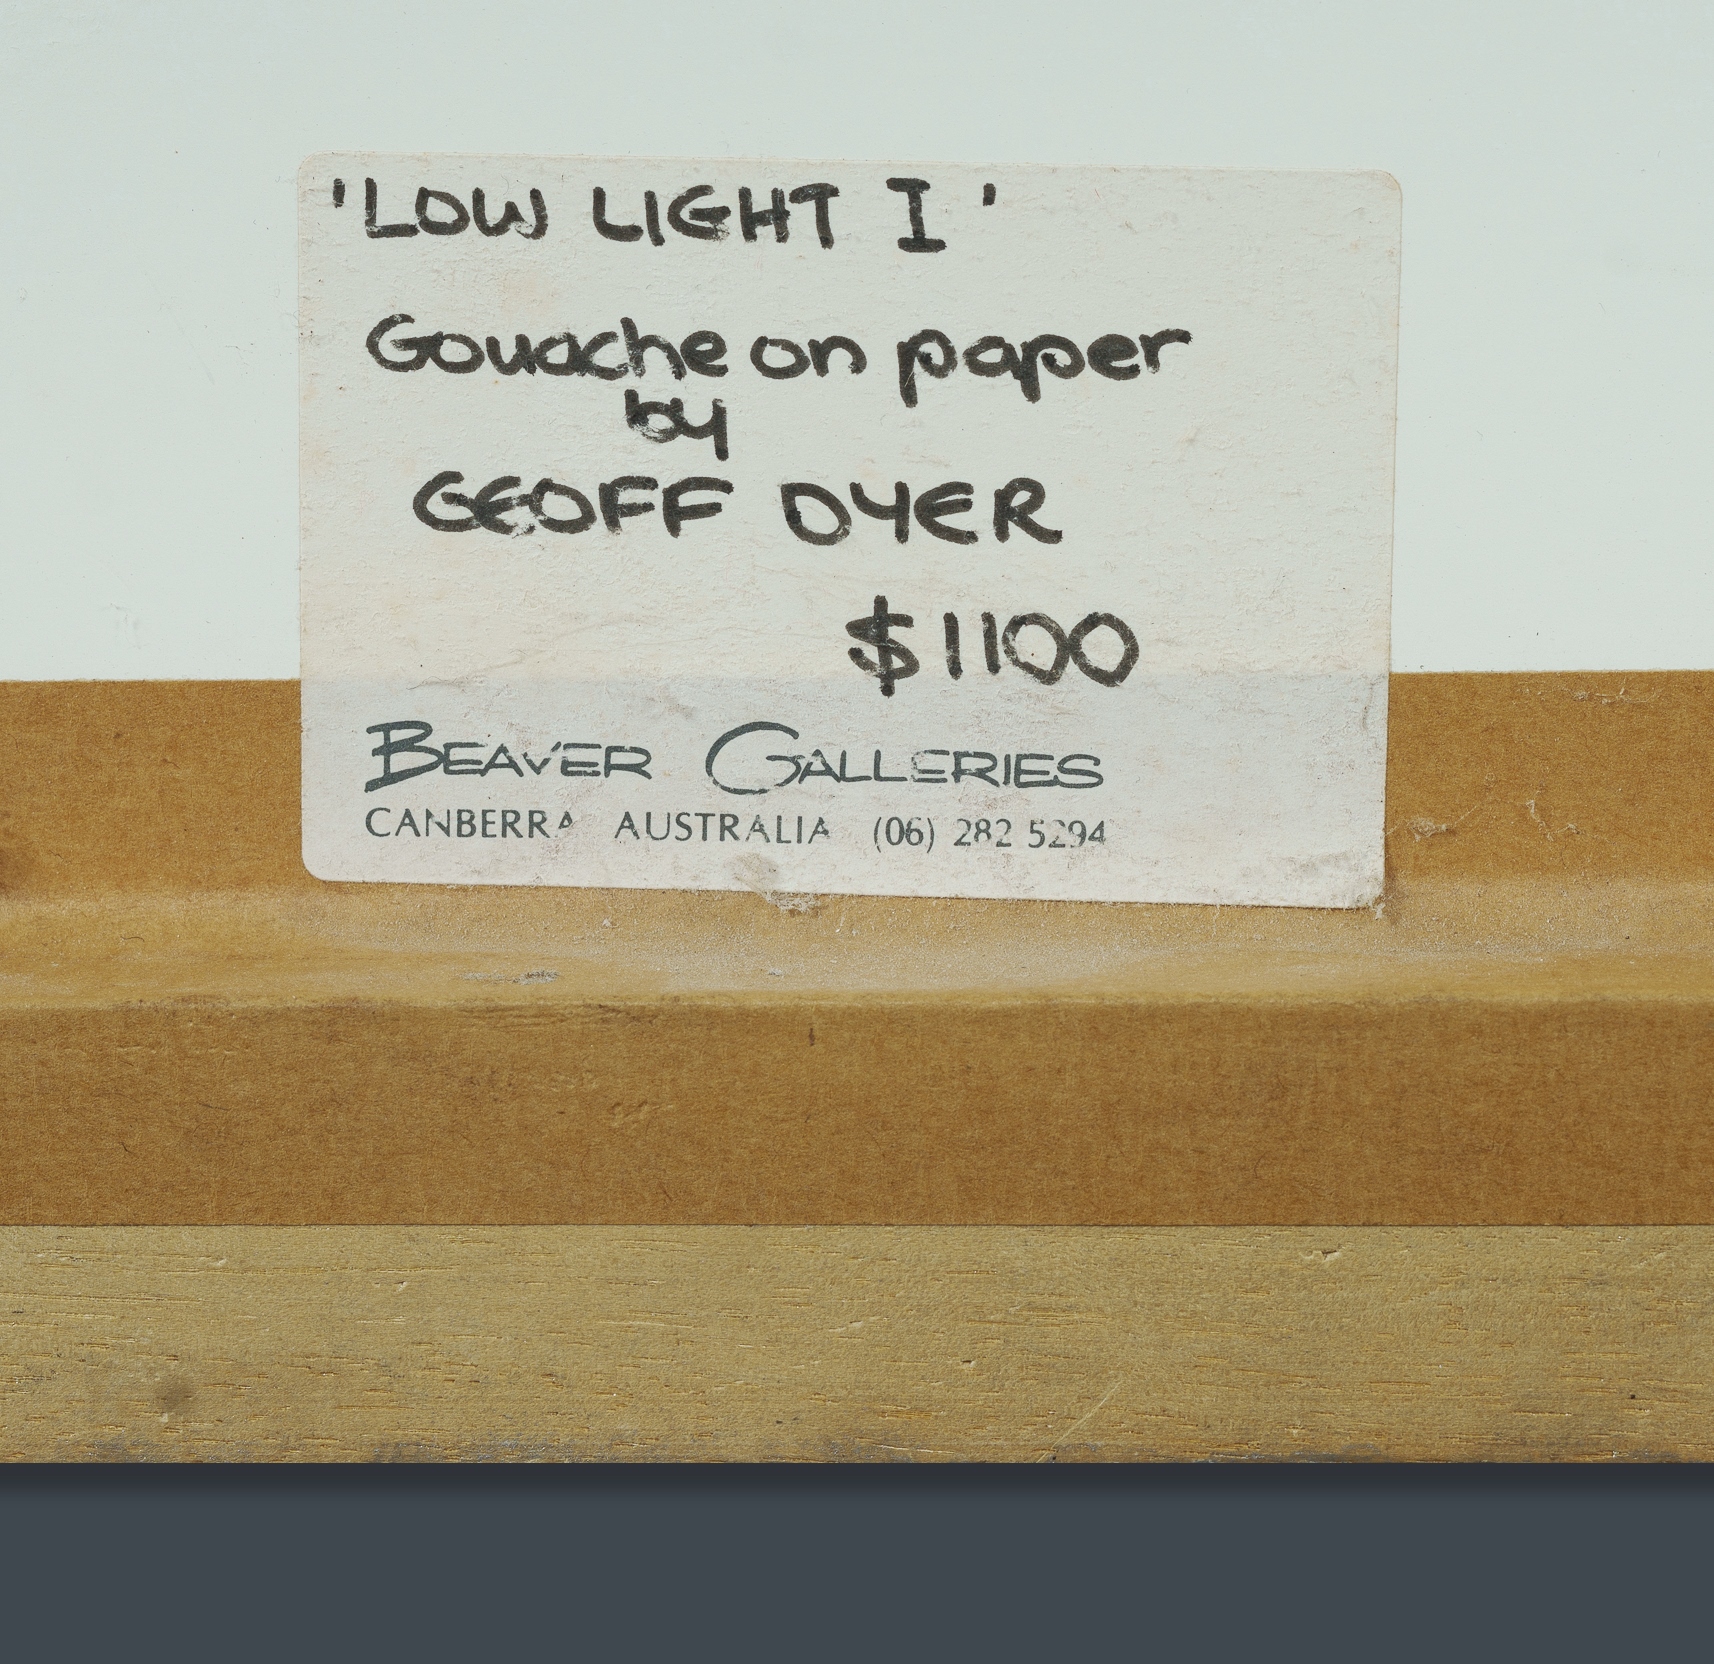 'LOW LIGHT I'
Gouache on paper
by
GEOFF DYER
$1100
BEAVER GALLERIES
CANBERRA AUSTRALIA (06) 282 5294